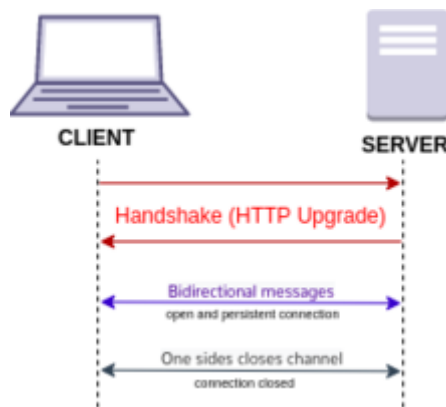 CLIENT
SERVER
Handshake (HTTP Upgrade)
Bidirectional messages
open and persistent connection
One sides closes channel
connection closed